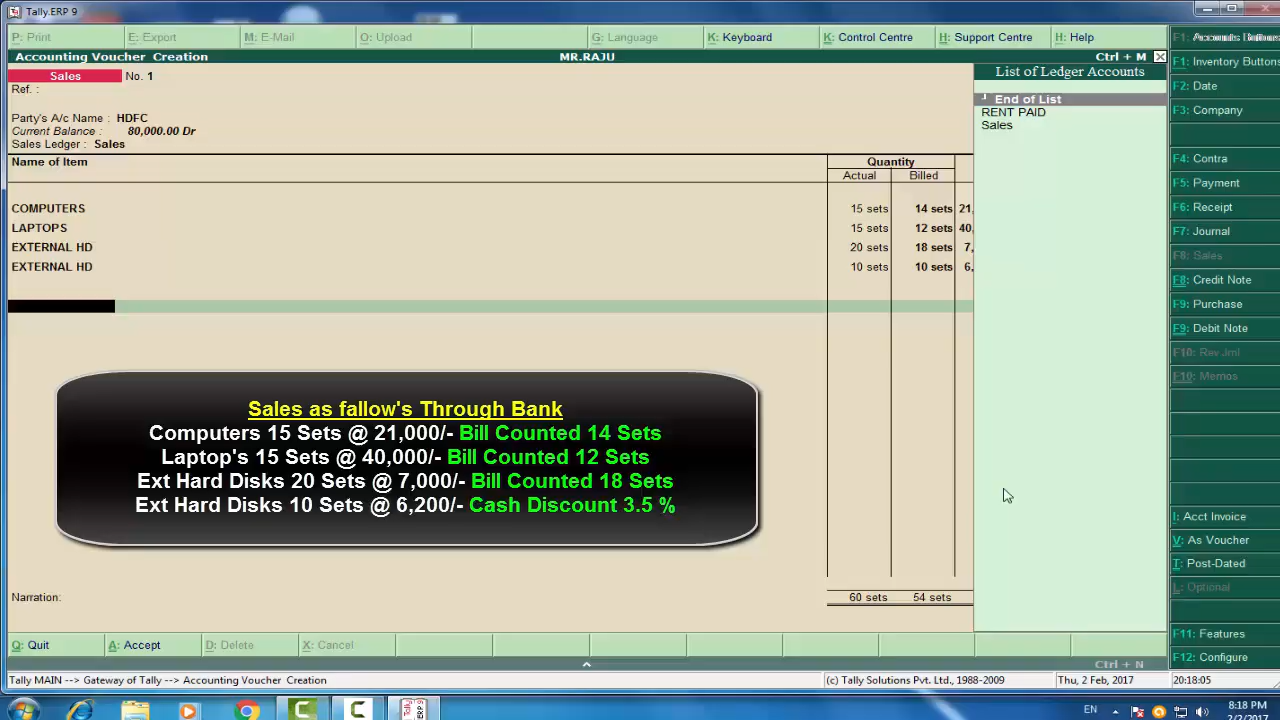 Tally.ERP 9
P: Print E: Export M: E-Mail O: Upload G: Language K: Keyboard K: Control Centre H: Support Centre H: Help
Accounting Voucher Creation MR.RAJU Ctrl + M
Sales No. 1
Ref. :
Party's A/c Name : HDFC
Current Balance : 80,000.00 Dr
Sales Ledger : Sales
Name of Item Quantity
Actual Billed
COMPUTERS 15 sets 14 sets 21,
LAPTOPS 15 sets 12 sets 40,
EXTERNAL HD 20 sets 18 sets 7,
EXTERNAL HD 10 sets 10 sets 6,
Sales as fallow's Through Bank
Computers 15 Sets @ 21,000/- Bill Counted 14 Sets
Laptop's 15 Sets @ 40,000/- Bill Counted 12 Sets
Ext Hard Disks 20 Sets @ 7,000/- Bill Counted 18 Sets
Ext Hard Disks 10 Sets @ 6,200/- Cash Discount 3.5 %
Narration: 60 sets 54 sets
List of Ledger Accounts
End of List
RENT PAID
Sales
F1: Inventory Buttons
F2: Date
F3: Company
F4: Contra
F5: Payment
F6: Receipt
F7: Journal
F8: Sales
F8: Credit Note
F9: Purchase
F9: Debit Note
F10: Rev Jrnl
F10: Memos
I: Acct Invoice
V: As Voucher
T: Post-Dated
L: Optional
F11: Features
F12: Configure
Q: Quit A: Accept D: Delete X: Cancel
Ctrl + N
Tally MAIN --> Gateway of Tally --> Accounting Voucher Creation (c) Tally Solutions Pvt. Ltd., 1988-2009 Thu, 2 Feb, 2017 20:18:05
EN 8:18 PM
2/2/2017